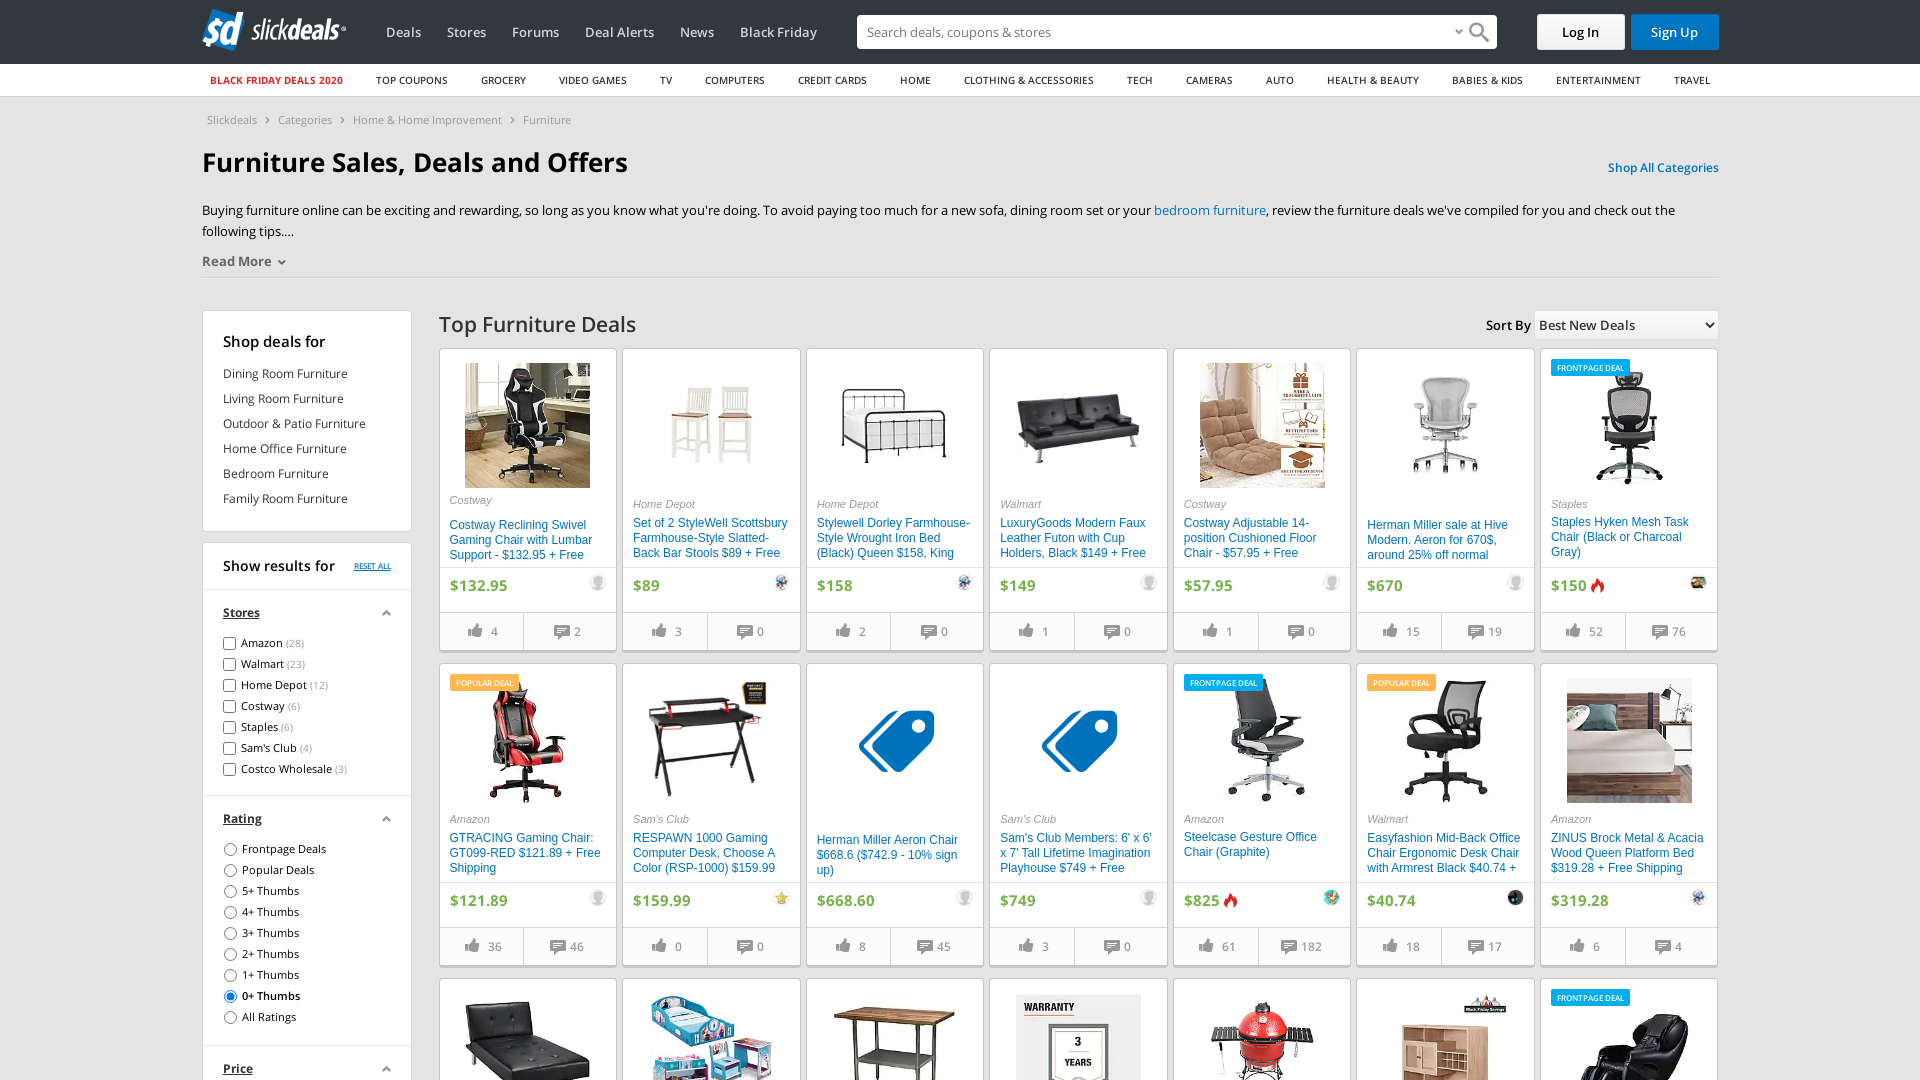 sd slickdeals
Deals
Stores
Forums
Deal Alerts
News
Black Friday
Search deals, coupons & stores
Log In
Sign Up
BLACK FRIDAY DEALS 2020
TOP COUPONS
GROCERY
VIDEO GAMES
TV
COMPUTERS
CREDIT CARDS
HOME
CLOTHING & ACCESSORIES
TECH
CAMERAS
AUTO
HEALTH & BEAUTY
BABIES & KIDS
ENTERTAINMENT
TRAVEL
Slickdeals > Categories > Home & Home Improvement > Furniture
Furniture Sales, Deals and Offers
Shop All Categories
Buying furniture online can be exciting and rewarding, so long as you know what you're doing. To avoid paying too much for a new sofa, dining room set or your bedroom furniture, review the furniture deals we've compiled for you and check out the
following tips....
Read More
Shop deals for
Dining Room Furniture
Living Room Furniture
Outdoor & Patio Furniture
Home Office Furniture
Bedroom Furniture
Family Room Furniture
Show results for
RESET ALL
Stores
Amazon (28)
Walmart (23)
Home Depot (12)
Costway (6)
Staples (6)
Sam's Club (4)
Costco Wholesale (3)
Rating
Frontpage Deals
Popular Deals
5+ Thumbs
4+ Thumbs
3+ Thumbs
2+ Thumbs
1+ Thumbs
0+ Thumbs
All Ratings
Price
Top Furniture Deals
Sort By Best New Deals
Costway
Costway Reclining Swivel
Gaming Chair with Lumbar
Support - $132.95 + Free
$132.95
4
2
Home Depot
Set of 2 StyleWell Scottsbury
Farmhouse-Style Slatted-
Back Bar Stools $89 + Free
$89
3
0
Home Depot
Stylewell Dorley Farmhouse-
Style Wrought Iron Bed
(Black) Queen $158, King
$158
2
0
Walmart
LuxuryGoods Modern Faux
Leather Futon with Cup
Holders, Black $149 + Free
$149
1
0
Costway
Costway Adjustable 14-
position Cushioned Floor
Chair - $57.95 + Free
$57.95
1
0
Herman Miller sale at Hive
Modern. Aeron for 670$,
around 25% off normal
$670
15
19
FRONTPAGE DEAL
Staples
Staples Hyken Mesh Task
Chair (Black or Charcoal
Gray)
$150
52
76
POPULAR DEAL
Amazon
GTRACING Gaming Chair:
GT099-RED $121.89 + Free
Shipping
$121.89
36
46
Sam's Club
RESPAWN 1000 Gaming
Computer Desk, Choose A
Color (RSP-1000) $159.99
$159.99
0
0
Herman Miller Aeron Chair
$668.6 ($742.9 - 10% sign
up)
$668.60
8
45
Sam's Club
Sam's Club Members: 6' x 6'
x 7' Tall Lifetime Imagination
Playhouse $749 + Free
$749
3
0
FRONTPAGE DEAL
Amazon
Steelcase Gesture Office
Chair (Graphite)
$825
61
182
POPULAR DEAL
Walmart
Easyfashion Mid-Back Office
Chair Ergonomic Desk Chair
with Armrest Black $40.74 +
$40.74
18
17
Amazon
ZINUS Brock Metal & Acacia
Wood Queen Platform Bed
$319.28 + Free Shipping
$319.28
6
4
WARRANTY
3
YEARS
FRONTPAGE DEAL